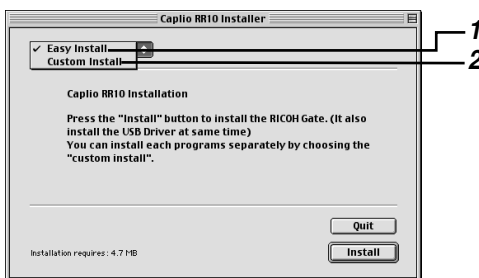 Caplio RR10 Installer
✓ Easy Install 1
Custom Install 2
Caplio RR10 Installation
Press the "Install" button to install the RICOH Gate. (It also
install the USB Driver at same time)
You can install each programs separately by choosing the
"custom install".
Quit
Installation requires: 4.7 MB Install